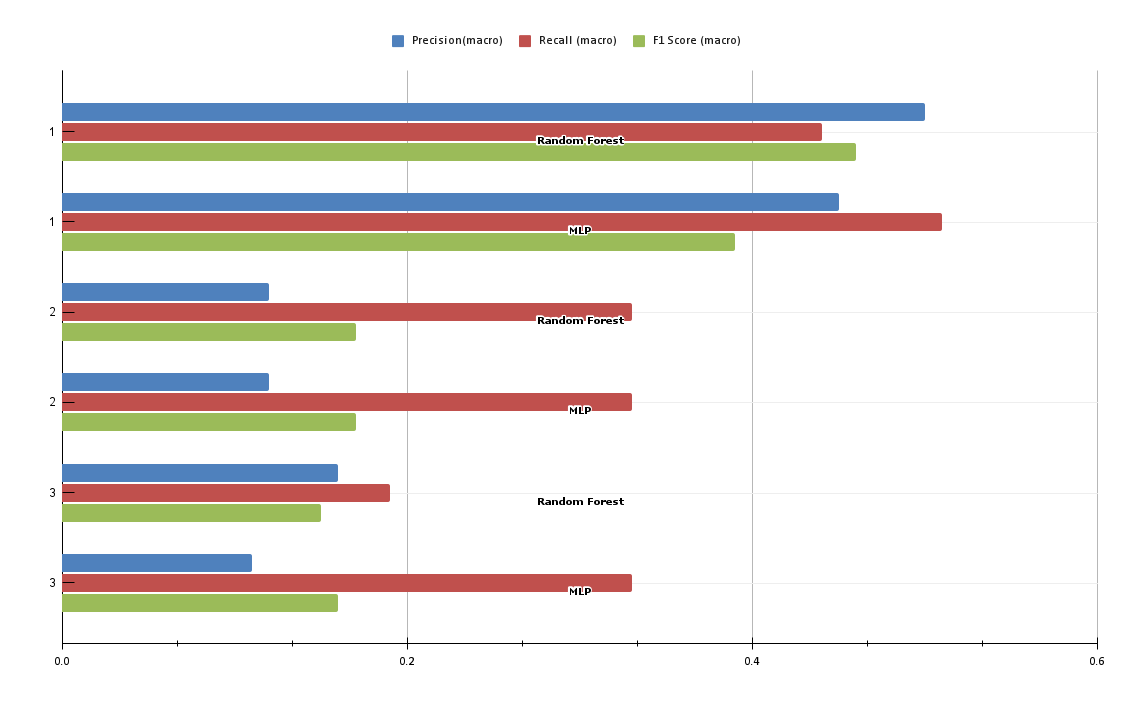 Precision(macro) Recall (macro) F1 Score (macro)
1 Random Forest
1 MLP
2 Random Forest
2 MLP
3 Random Forest
3 MLP
0.0 0.2 0.4 0.6